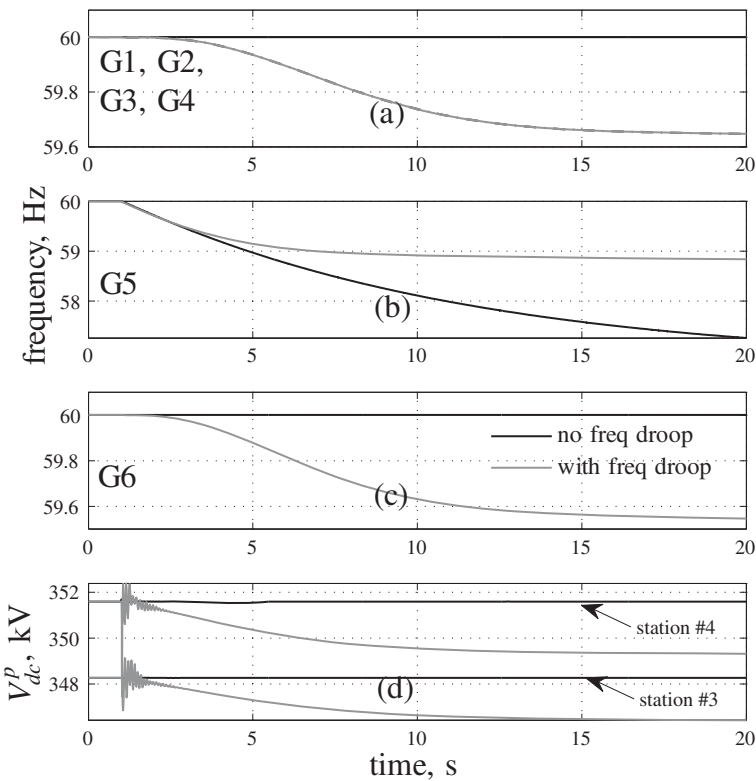 60
59.8
59.6
G1, G2,
G3, G4
(a)
0 5 10 15 20
frequency, Hz
60
59
58
G5
(b)
0 5 10 15 20
60
59.8
59.6
G6
(c)
no freq droop
with freq droop
0 5 10 15 20
V^p_dc, kV
352
350
348
station #4
station #3
(d)
0 5 10 15 20
time, s